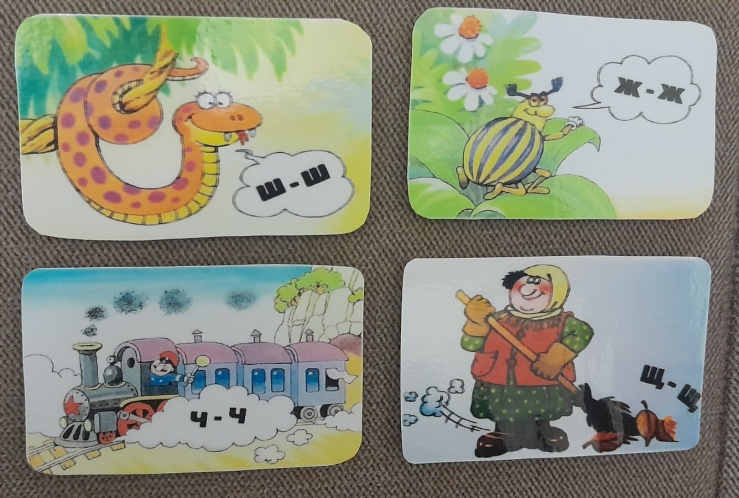 Ш - Ш
Ж - Ж
Ч - Ч
Щ - Щ